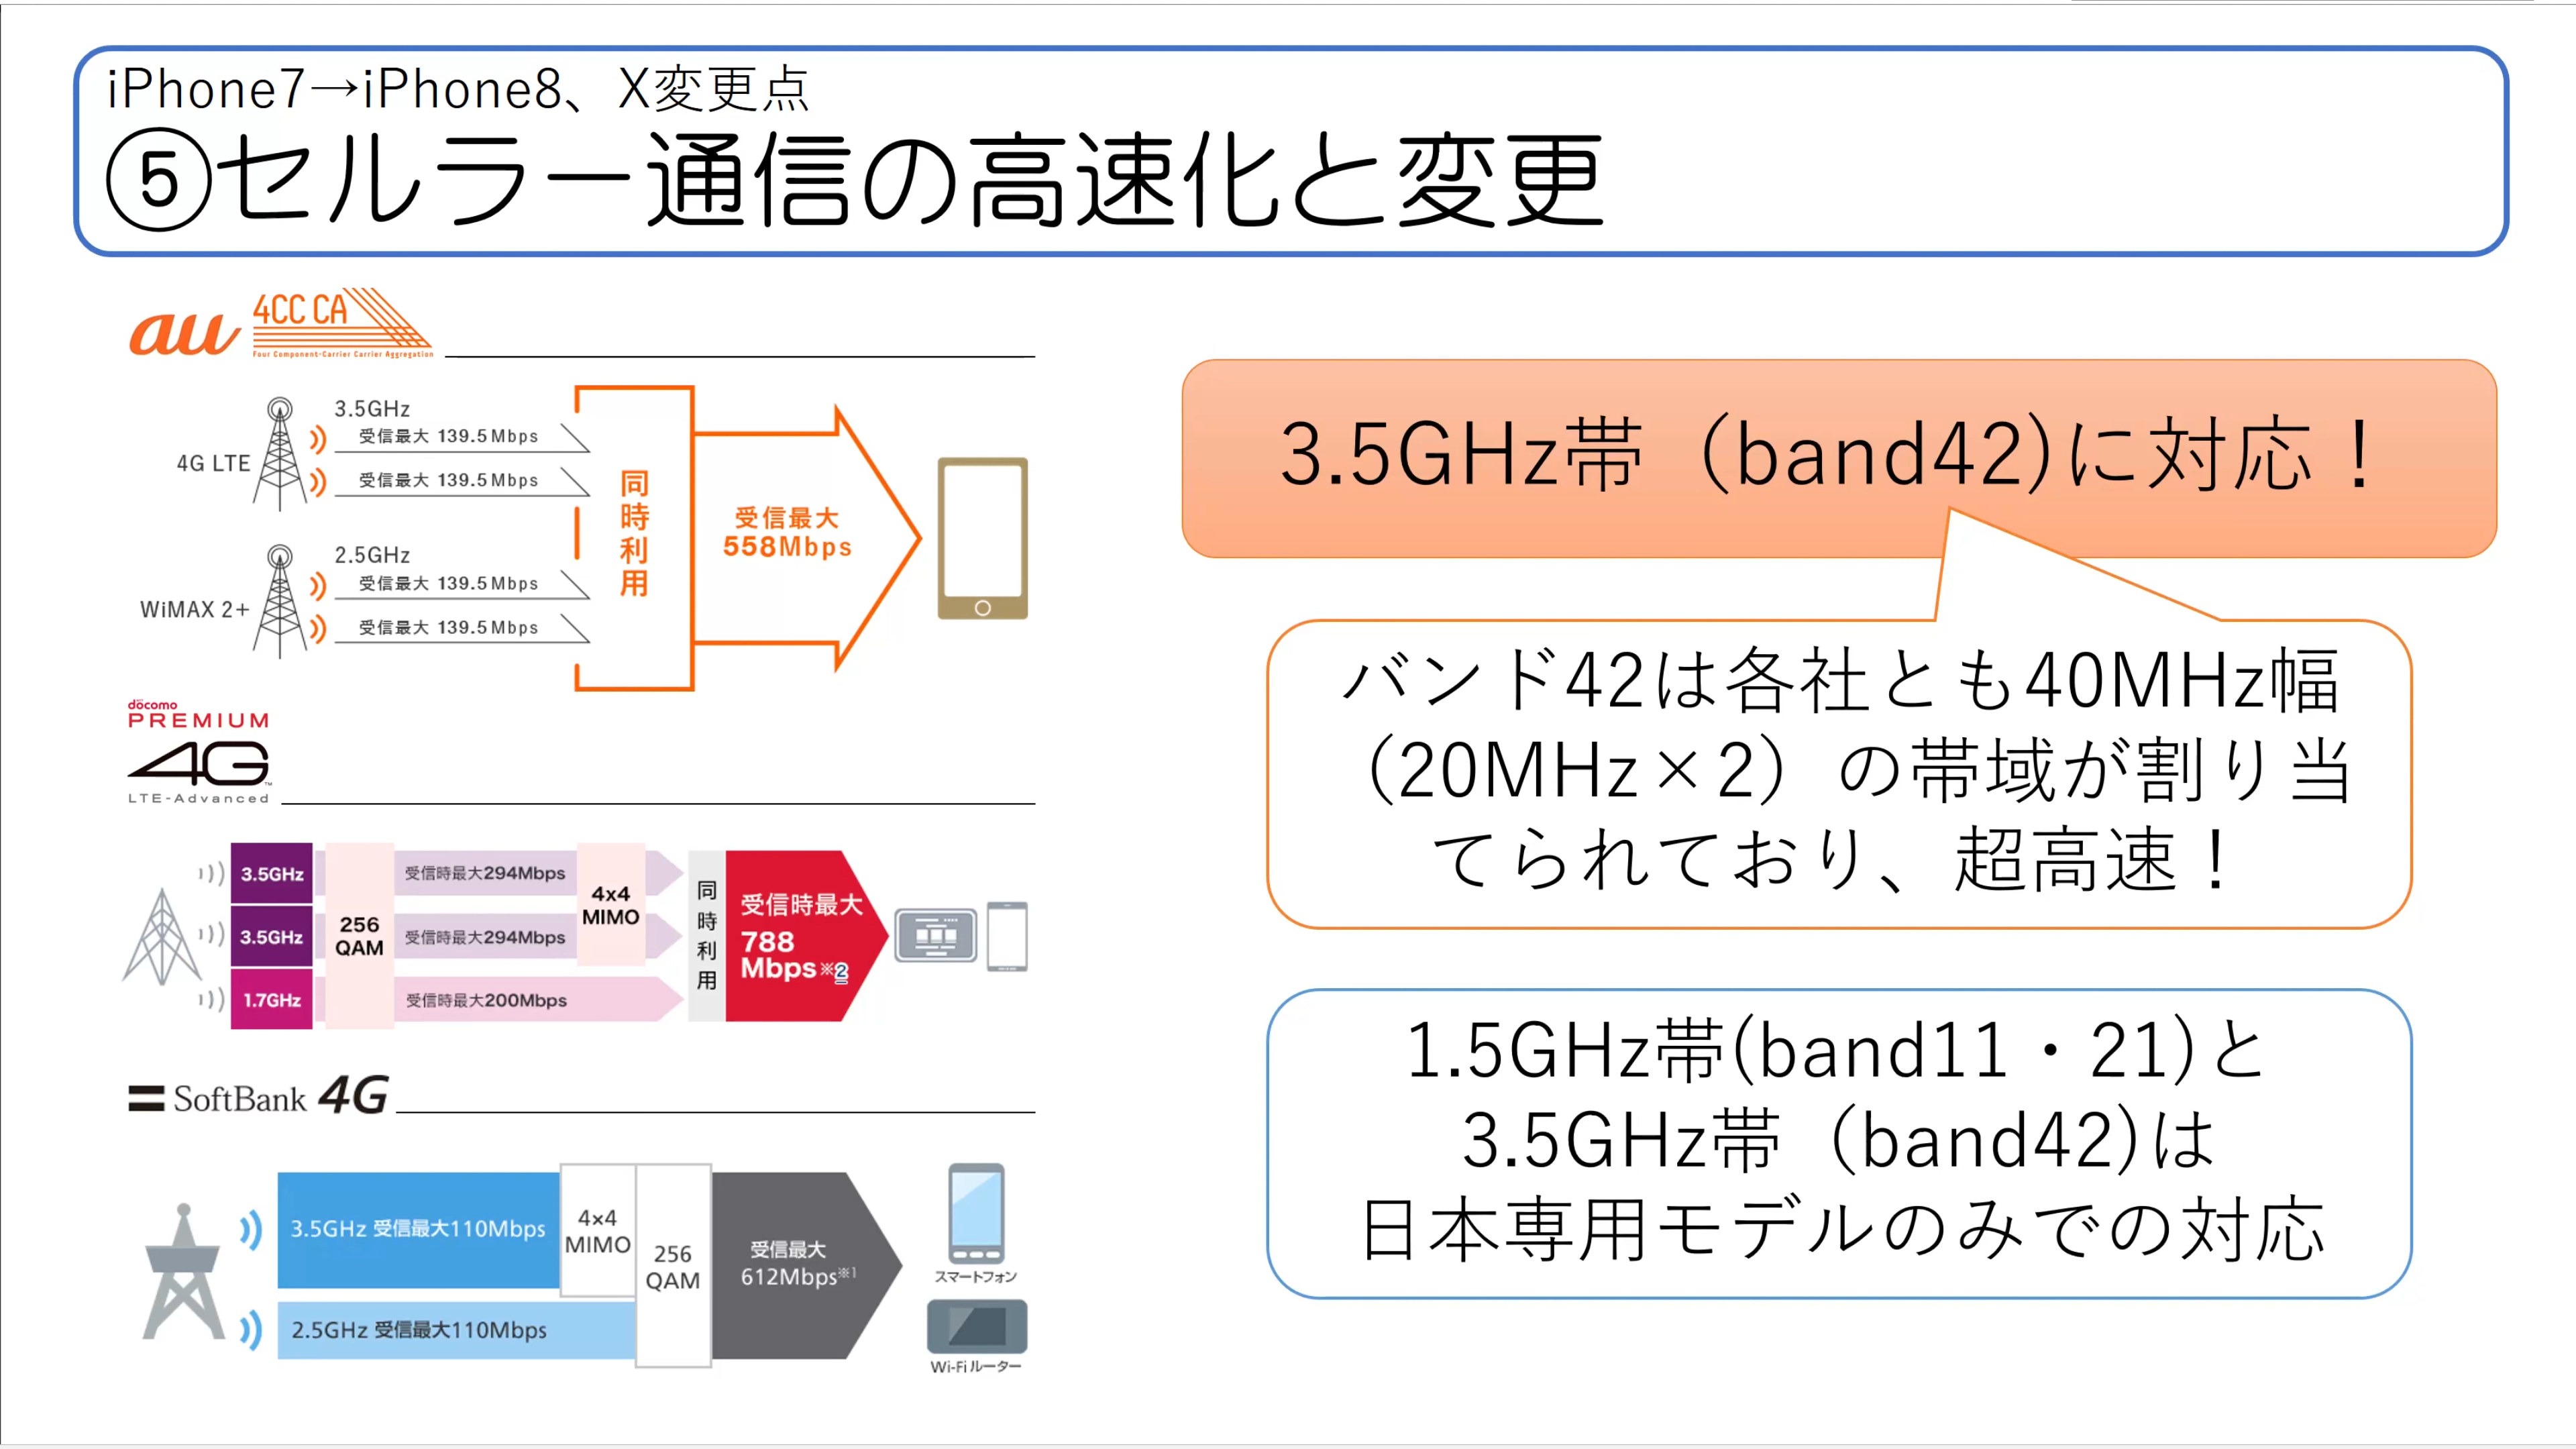 iPhone7→iPhone8、X変更点
⑤セルラー通信の高速化と変更
au
4CC CA
Four Component-Carrier Carrier Aggregation
4G LTE
3.5GHz
受信最大 139.5Mbps
受信最大 139.5Mbps
WiMAX 2+
2.5GHz
受信最大 139.5Mbps
受信最大 139.5Mbps
同時利用
受信最大
558Mbps
döcomo
PREMIUM
4G™
LTE-Advanced
3.5GHz
3.5GHz
1.7GHz
256
QAM
受信時最大294Mbps
受信時最大294Mbps
受信時最大200Mbps
4x4
MIMO
同時利用
受信時最大
788
Mbps※2
SoftBank 4G
3.5GHz 受信最大110Mbps
2.5GHz 受信最大110Mbps
4×4
MIMO
256
QAM
受信最大
612Mbps※1
スマートフォン
Wi-Fiルーター
3.5GHz帯（band42)に対応！
バンド42は各社とも40MHz幅
（20MHz×2）の帯域が割り当
てられており、超高速！
1.5GHz帯(band11・21)と
3.5GHz帯（band42)は
日本専用モデルのみでの対応